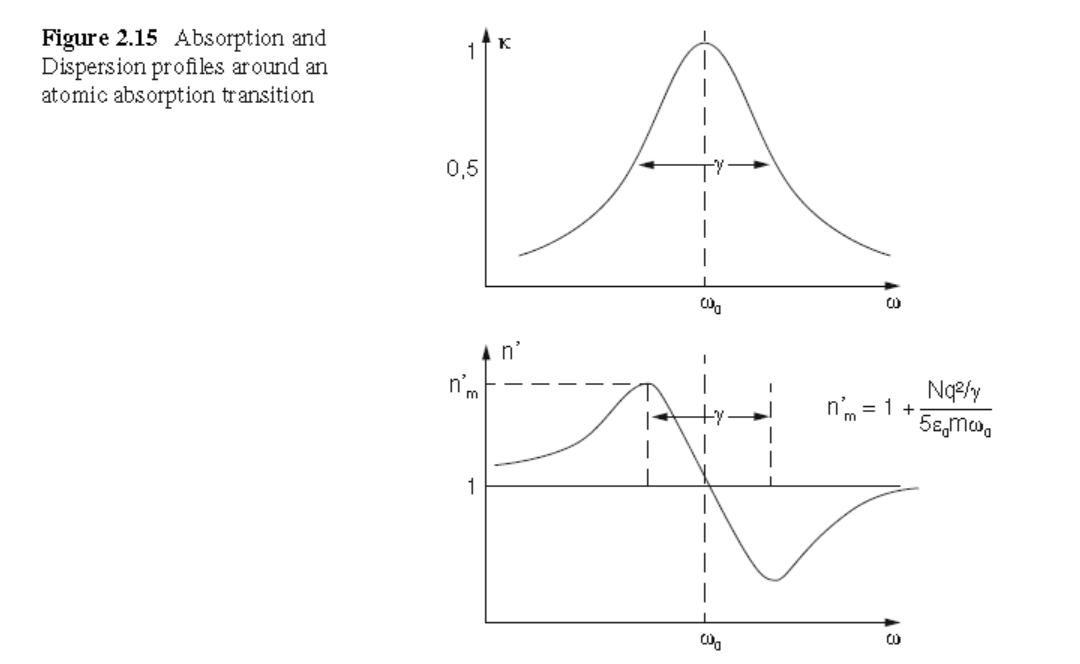 Figure 2.15 Absorption and
Dispersion profiles around an
atomic absorption transition
κ
1
0,5
γ
ω₀
ω
n’
n’ₘ
γ
n’ₘ = 1 + Nq²/γ
5ε₀mω₀
1
ω₀
ω